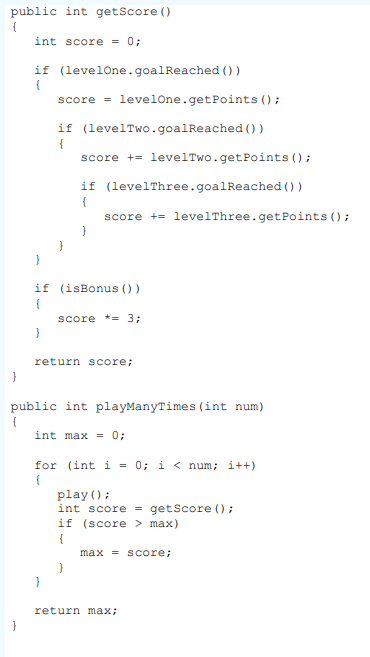 public int getScore()
{
int score = 0;
if (levelOne.goalReached())
{
score = levelOne.getPoints();
if (levelTwo.goalReached())
{
score += levelTwo.getPoints();
if (levelThree.goalReached())
{
score += levelThree.getPoints();
}
}
}
if (isBonus())
{
score *= 3;
}
return score;
}
public int playManyTimes(int num)
{
int max = 0;
for (int i = 0; i < num; i++)
{
play();
int score = getScore();
if (score > max)
{
max = score;
}
}
return max;
}